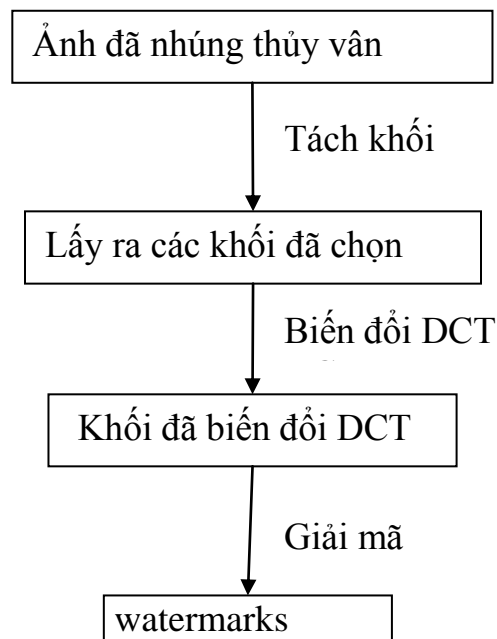 Ảnh đã nhúng thủy vân
Tách khối
Lấy ra các khối đã chọn
Biến đổi DCT
Khối đã biến đổi DCT
Giải mã
watermarks